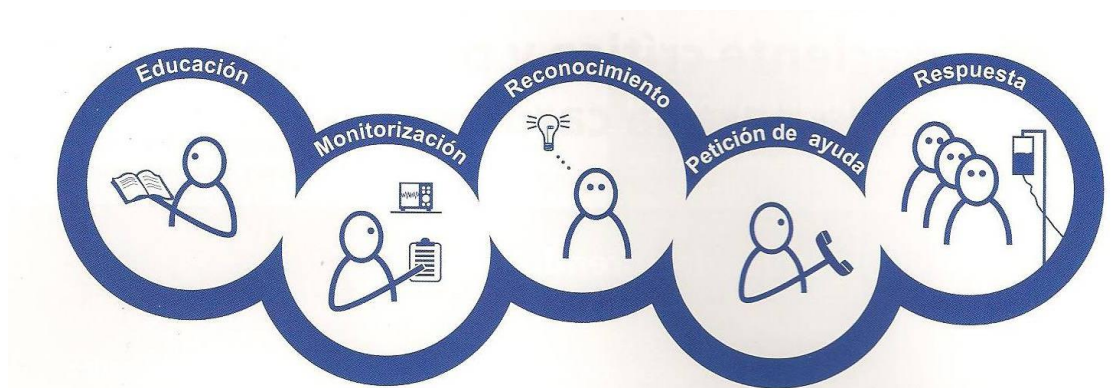 Educación
Monitorización
Reconocimiento
Petición de ayuda
Respuesta